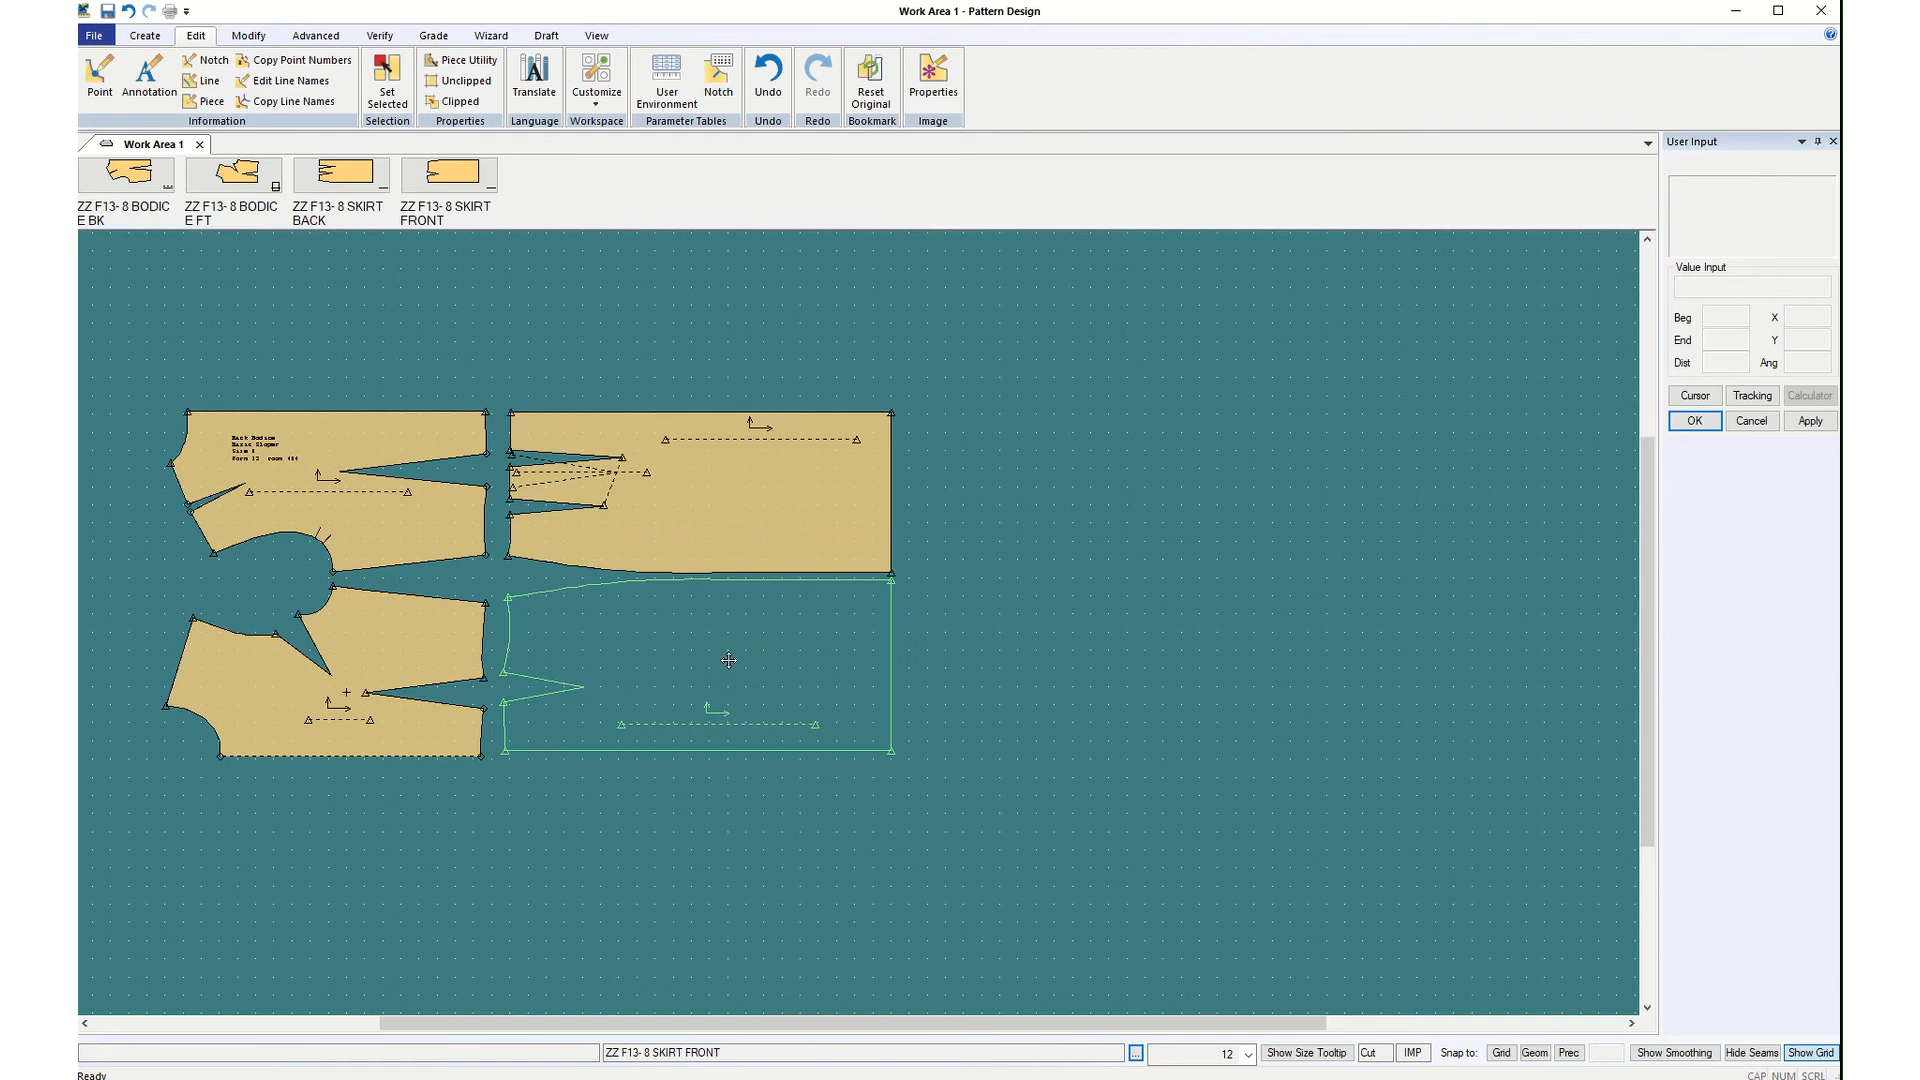 Work Area 1 - Pattern Design
File Create Edit Modify Advanced Verify Grade Wizard Draft View
Point
Annotation
Notch
Line
Piece
Copy Point Numbers
Edit Line Names
Copy Line Names
Information
Set Selected
Selection
Piece Utility
Unclipped
Clipped
Properties
Translate
Language
Customize
Workspace
User Environment
Notch
Parameter Tables
Undo
Undo
Redo
Redo
Reset Original
Bookmark
Properties
Image
Work Area 1
User Input
ZZ F13- 8 BODIC
E BK
ZZ F13- 8 BODIC
E FT
ZZ F13- 8 SKIRT
BACK
ZZ F13- 8 SKIRT
FRONT
Value Input
Beg X
End Y
Dist Ang
Cursor Tracking Calculator
OK Cancel Apply
Back Bodice
Basic Sloper
Size 8
ZZ F13- 8 SKIRT FRONT
...
12
Show Size Tooltip
Cut
IMP
Snap to:
Grid
Geom
Prec
Show Smoothing
Hide Seams
Show Grid
Ready
CAP NUM SCRL